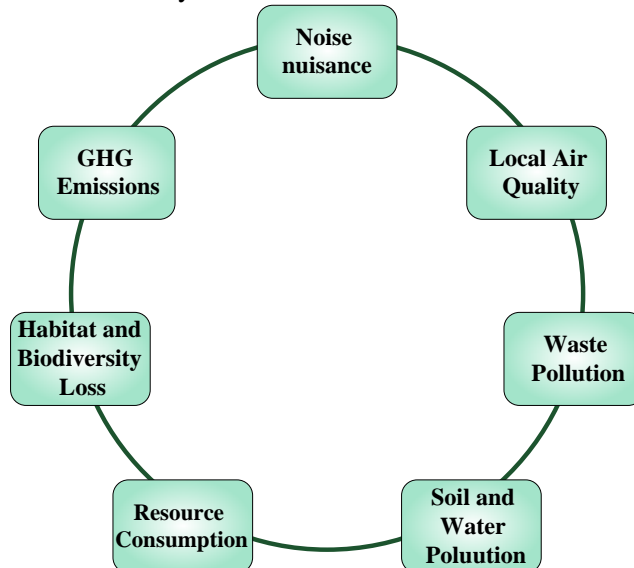 Noise
nuisance
Local Air
Quality
Waste
Pollution
Soil and
Water
Poluution
Resource
Consumption
Habitat and
Biodiversity
Loss
GHG
Emissions